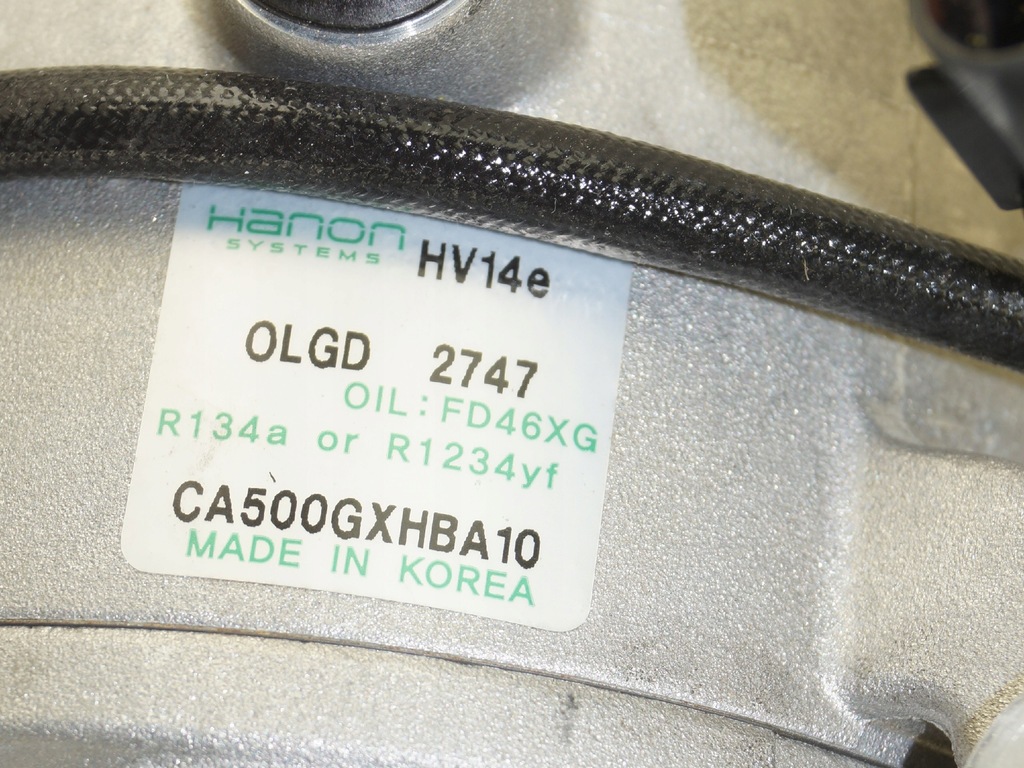 Hanon
SYSTEMS HV14e
OLGD 2747
OIL:FD46XG
R134a or R1234yf
CA500GXHBA10
MADE IN KOREA